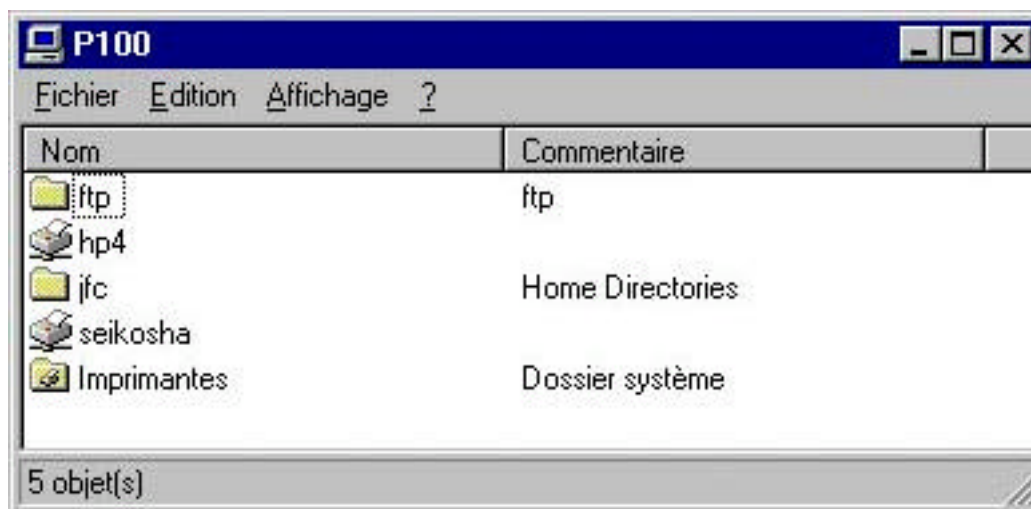 P100
Fichier Edition Affichage ?
Nom Commentaire
ftp ftp
hp4
jfc Home Directories
seikosha
Imprimantes Dossier système
5 objet(s)